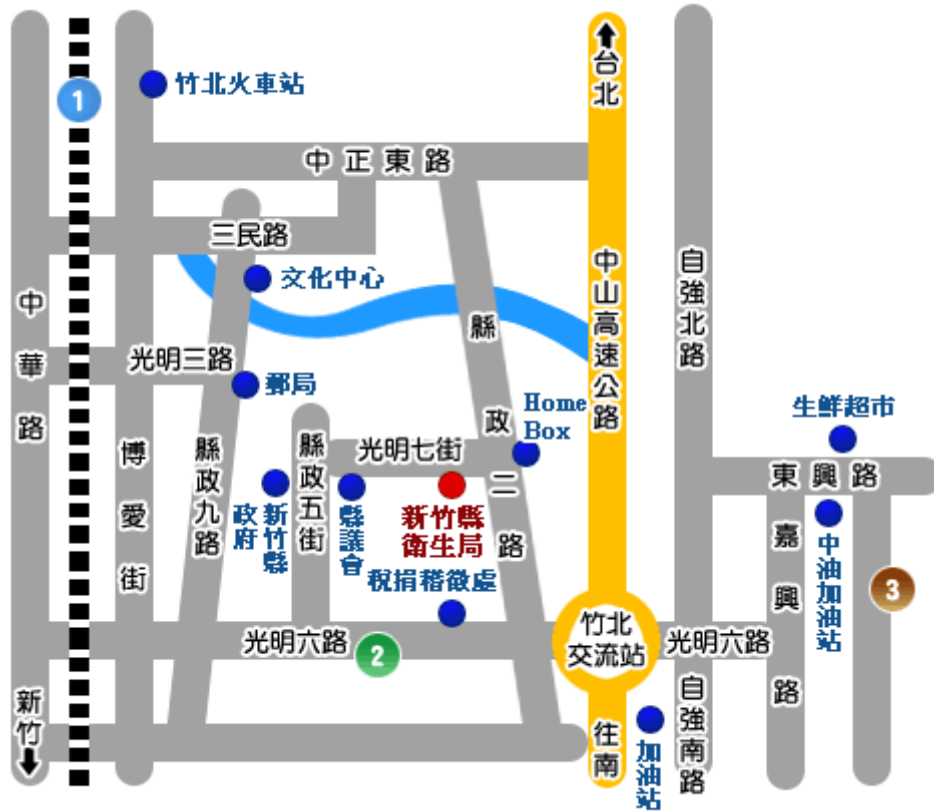 台北
竹北火車站
1
中正東路
三民路
文化中心
中山高速公路
自強北路
中華路
縣政二路
光明三路
郵局
Home
Box
生鮮超市
博愛街
縣政九路
縣政五街
光明七街
東興路
新竹縣
政府
縣議會
新竹縣
衛生局
嘉興路
中油加油站
稅捐稽徵處
3
光明六路
2
竹北
交流站
光明六路
新竹
往南
加油站
自強南路